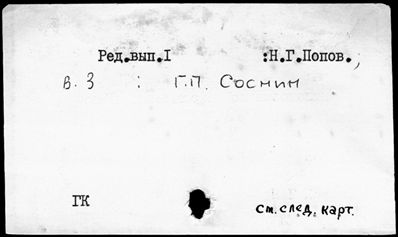 Ред.вып.I :Н.Г.Попов.;
в. 3 : Г.П. Соснин
ГК
см. след. карт.